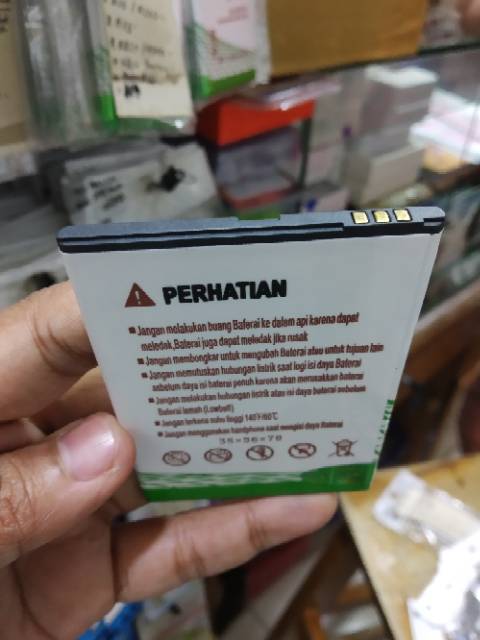 PERHATIAN
Jangan melakukan buang Baferai ke dalem api karena dapat
meledak,Baterai juga dapat meledak jika rusak
Jangan membongkar untuk mengubah Baterai atau untuk tujuan lain
Jangan memutuskan hubungan listrik saat logi isi daya Baterai
sebelum daya isi baterai penuh karena akan merusakkan baterai
Jangan melakukan hubungan listrik atau isi daya baterai sebelum
Baterai lemah (Lowbatt)
Jangan terkena suhu tinggi 140°F/60°C
Jangan menggunakan handphone saat mengisi daya Baterai